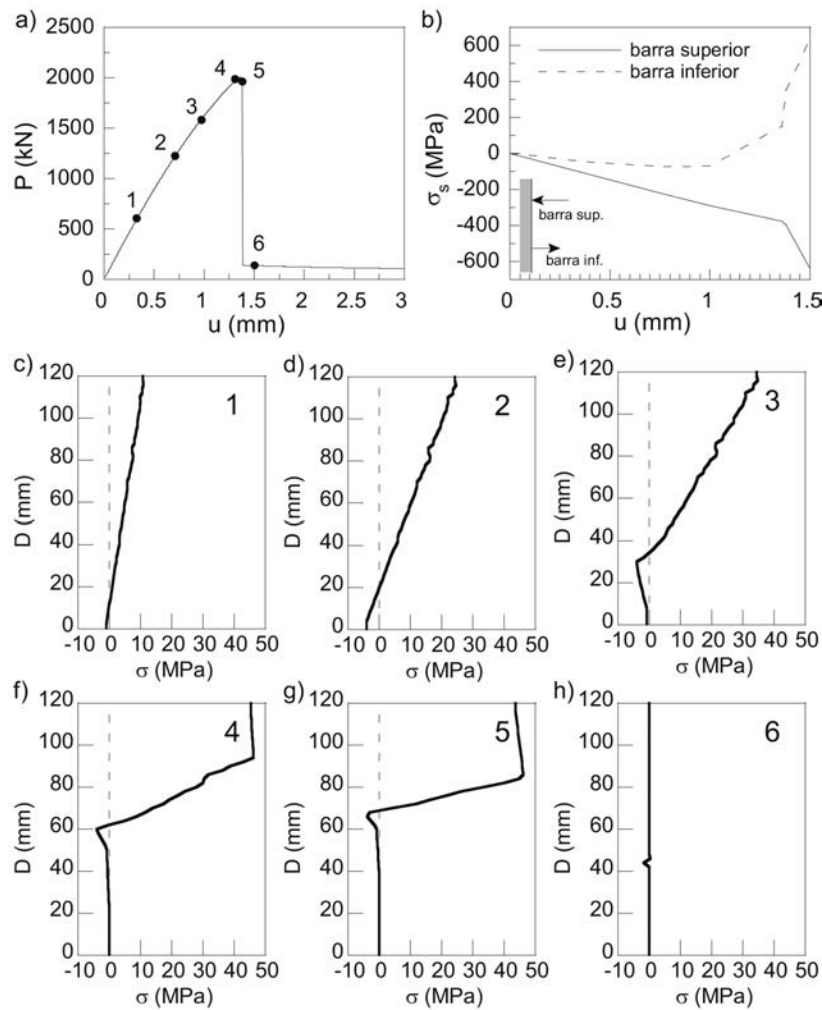 a)
2500
2000
1500
1000
500
0
P (kN)
1
2
3
4
5
6
0
0.5
1
1.5
2
2.5
3
u (mm)
b)
600
400
200
0
-200
-400
-600
σs (MPa)
barra superior
barra inferior
barra sup.
barra inf.
0
0.5
1
1.5
u (mm)
c)
120
100
80
60
40
20
0
D (mm)
1
-10 0 10 20 30 40 50
σ (MPa)
d)
120
100
80
60
40
20
0
D (mm)
2
-10 0 10 20 30 40 50
σ (MPa)
e)
120
100
80
60
40
20
0
D (mm)
3
-10 0 10 20 30 40 50
σ (MPa)
f)
120
100
80
60
40
20
0
D (mm)
4
-10 0 10 20 30 40 50
σ (MPa)
g)
120
100
80
60
40
20
0
D (mm)
5
-10 0 10 20 30 40 50
σ (MPa)
h)
120
100
80
60
40
20
0
D (mm)
6
-10 0 10 20 30 40 50
σ (MPa)